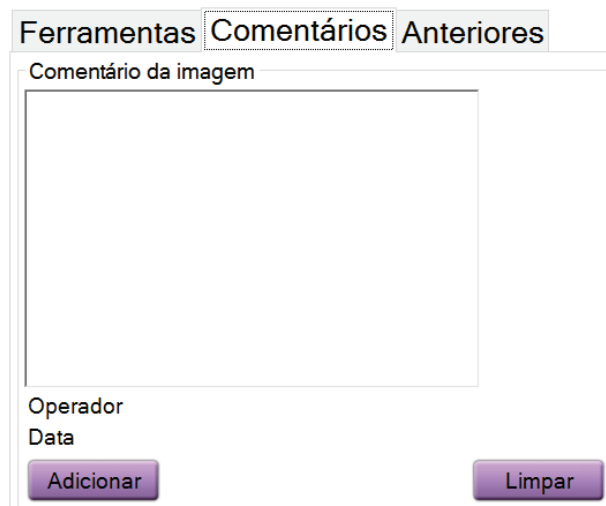 Ferramentas Comentários Anteriores
Comentário da imagem
Operador
Data
Adicionar Limpar